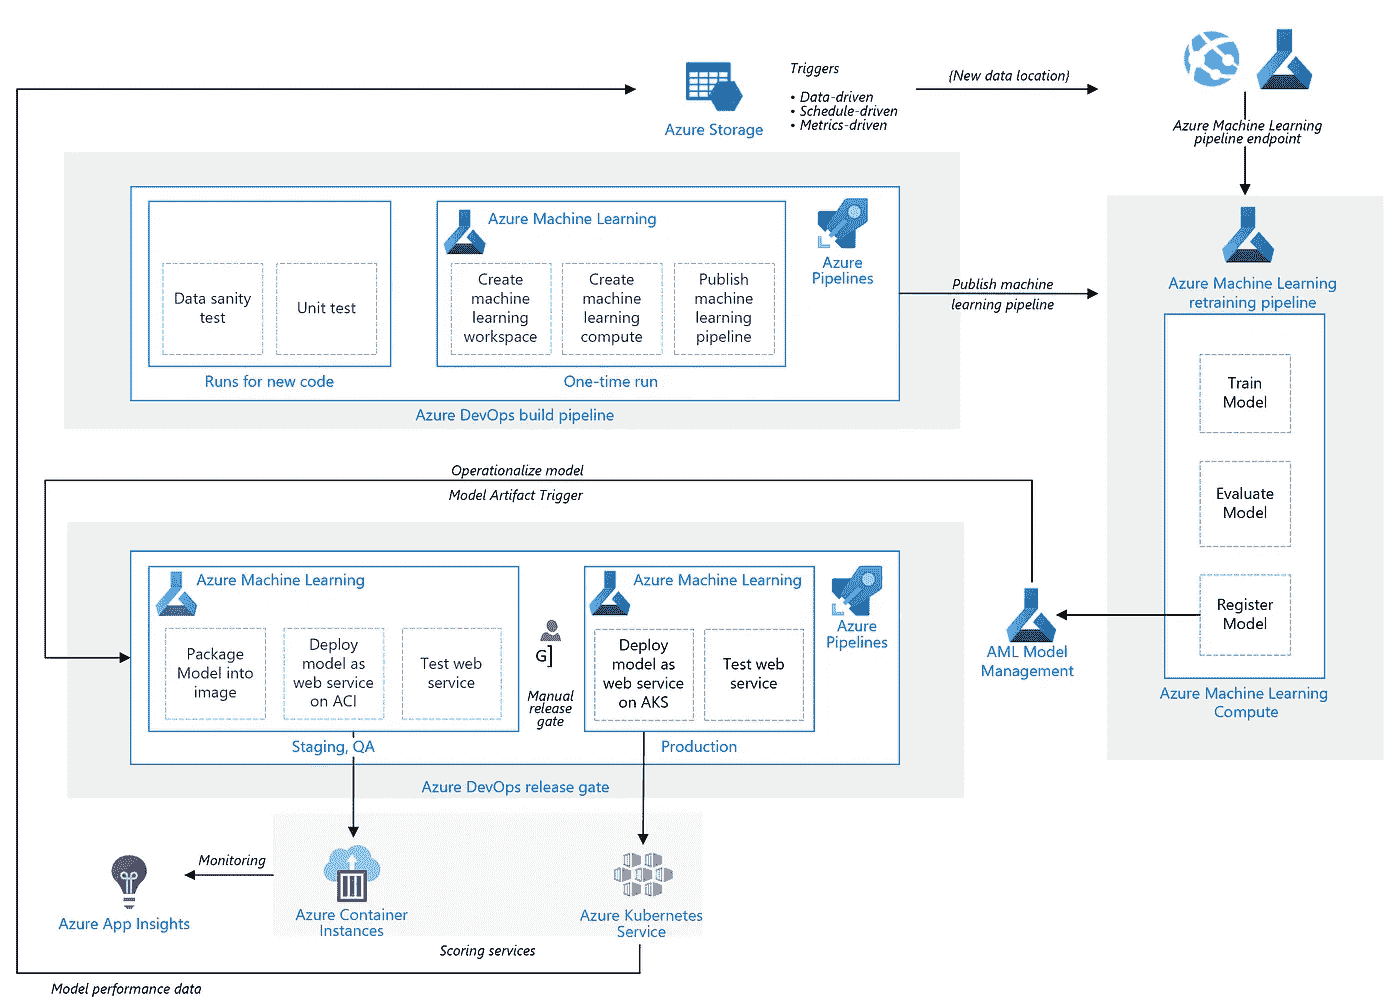 Triggers
• Data-driven
• Schedule-driven
• Metrics-driven
Azure Storage
{New data location}
Azure Machine Learning
pipeline endpoint
Azure Machine Learning
Create
machine
learning
workspace
Create
machine
learning
compute
Publish
machine
learning
pipeline
Data sanity
test
Unit test
Runs for new code
One-time run
Azure
Pipelines
Azure DevOps build pipeline
Publish machine
learning pipeline
Azure Machine Learning
retraining pipeline
Train
Model
Evaluate
Model
Register
Model
Azure Machine Learning
Compute
Operationalize model
Model Artifact Trigger
AML Model
Management
Azure Machine Learning
Package
Model into
image
Deploy
model as
web service
on ACI
Test web
service
Staging, QA
G]
Manual
release
gate
Azure Machine Learning
Deploy
model as
web service
on AKS
Test web
service
Production
Azure
Pipelines
Azure DevOps release gate
Monitoring
Azure App Insights
Azure Container
Instances
Azure Kubernetes
Service
Scoring services
Model performance data